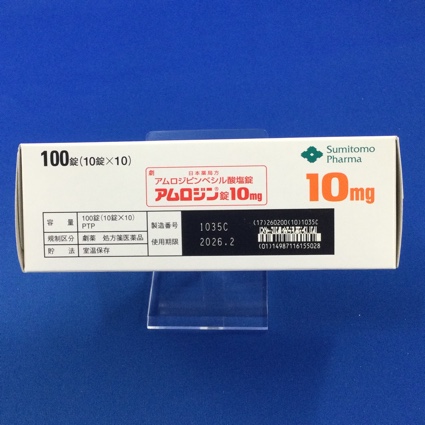 100錠(10錠×10)
劇 日本薬局方
アムロジピンベシル酸塩錠
アムロジン®錠10mg
Sumitomo
Pharma
10mg
容量 100錠(10錠×10)
PTP
規制区分 劇薬 処方箋医薬品
貯法 室温保存
製造番号 1035C
使用期限 2026.2
(17)260200(10)1035C
(01)14987116155028